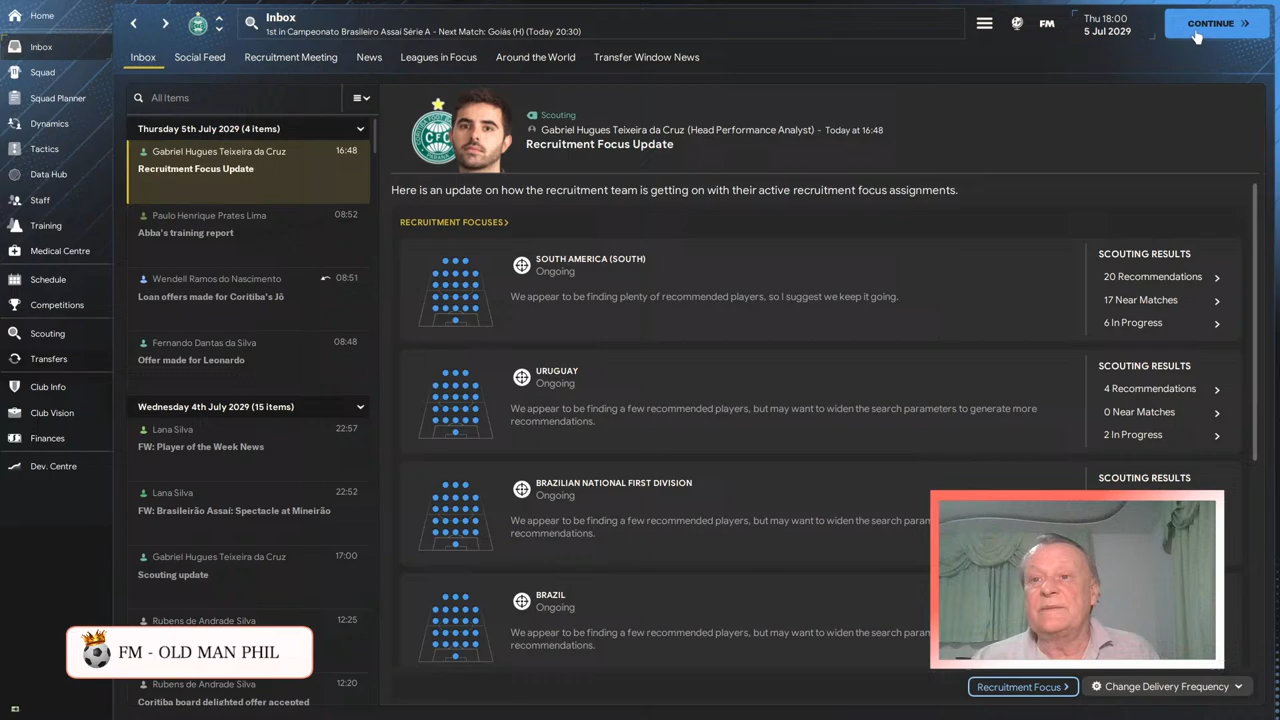 Home
Inbox
1st in Campeonato Brasileiro Assaí Série A - Next Match: Goiás (H) (Today 20:30)
FM
Thu 18:00
5 Jul 2029
CONTINUE
Inbox
Squad
Squad Planner
Dynamics
Tactics
Data Hub
Staff
Training
Medical Centre
Schedule
Competitions
Scouting
Transfers
Club Info
Club Vision
Finances
Dev. Centre
Inbox
Social Feed
Recruitment Meeting
News
Leagues in Focus
Around the World
Transfer Window News
All Items
Thursday 5th July 2029 (4 items)
Gabriel Hugues Teixeira da Cruz 16:48
Recruitment Focus Update
Paulo Henrique Prates Lima 08:52
Abba's training report
Wendell Ramos do Nascimento 08:51
Loan offers made for Coritiba's Jô
Fernando Dantas da Silva 08:48
Offer made for Leonardo
Wednesday 4th July 2029 (15 items)
Lana Silva 22:57
FW: Player of the Week News
Lana Silva 22:52
FW: Brasileirão Assaí: Spectacle at Mineirão
Gabriel Hugues Teixeira da Cruz 17:00
Scouting update
Rubens de Andrade Silva 12:25
Rubens de Andrade Silva 12:20
Coritiba board delighted offer accepted
CFC
PARANÁ
Scouting
Gabriel Hugues Teixeira da Cruz (Head Performance Analyst) - Today at 16:48
Recruitment Focus Update
Here is an update on how the recruitment team is getting on with their active recruitment focus assignments.
RECRUITMENT FOCUSES>
SOUTH AMERICA (SOUTH)
Ongoing
We appear to be finding plenty of recommended players, so I suggest we keep it going.
SCOUTING RESULTS
20 Recommendations
17 Near Matches
6 In Progress
URUGUAY
Ongoing
We appear to be finding a few recommended players, but may want to widen the search parameters to generate more
recommendations.
SCOUTING RESULTS
4 Recommendations
0 Near Matches
2 In Progress
BRAZILIAN NATIONAL FIRST DIVISION
Ongoing
We appear to be finding a few recommended players, but may want to widen the search
recommendations.
SCOUTING RESULTS
BRAZIL
Ongoing
We appear to be finding a few recommended players, but may want to widen the search
recommendations.
FM - OLD MAN PHIL
Recruitment Focus >
Change Delivery Frequency